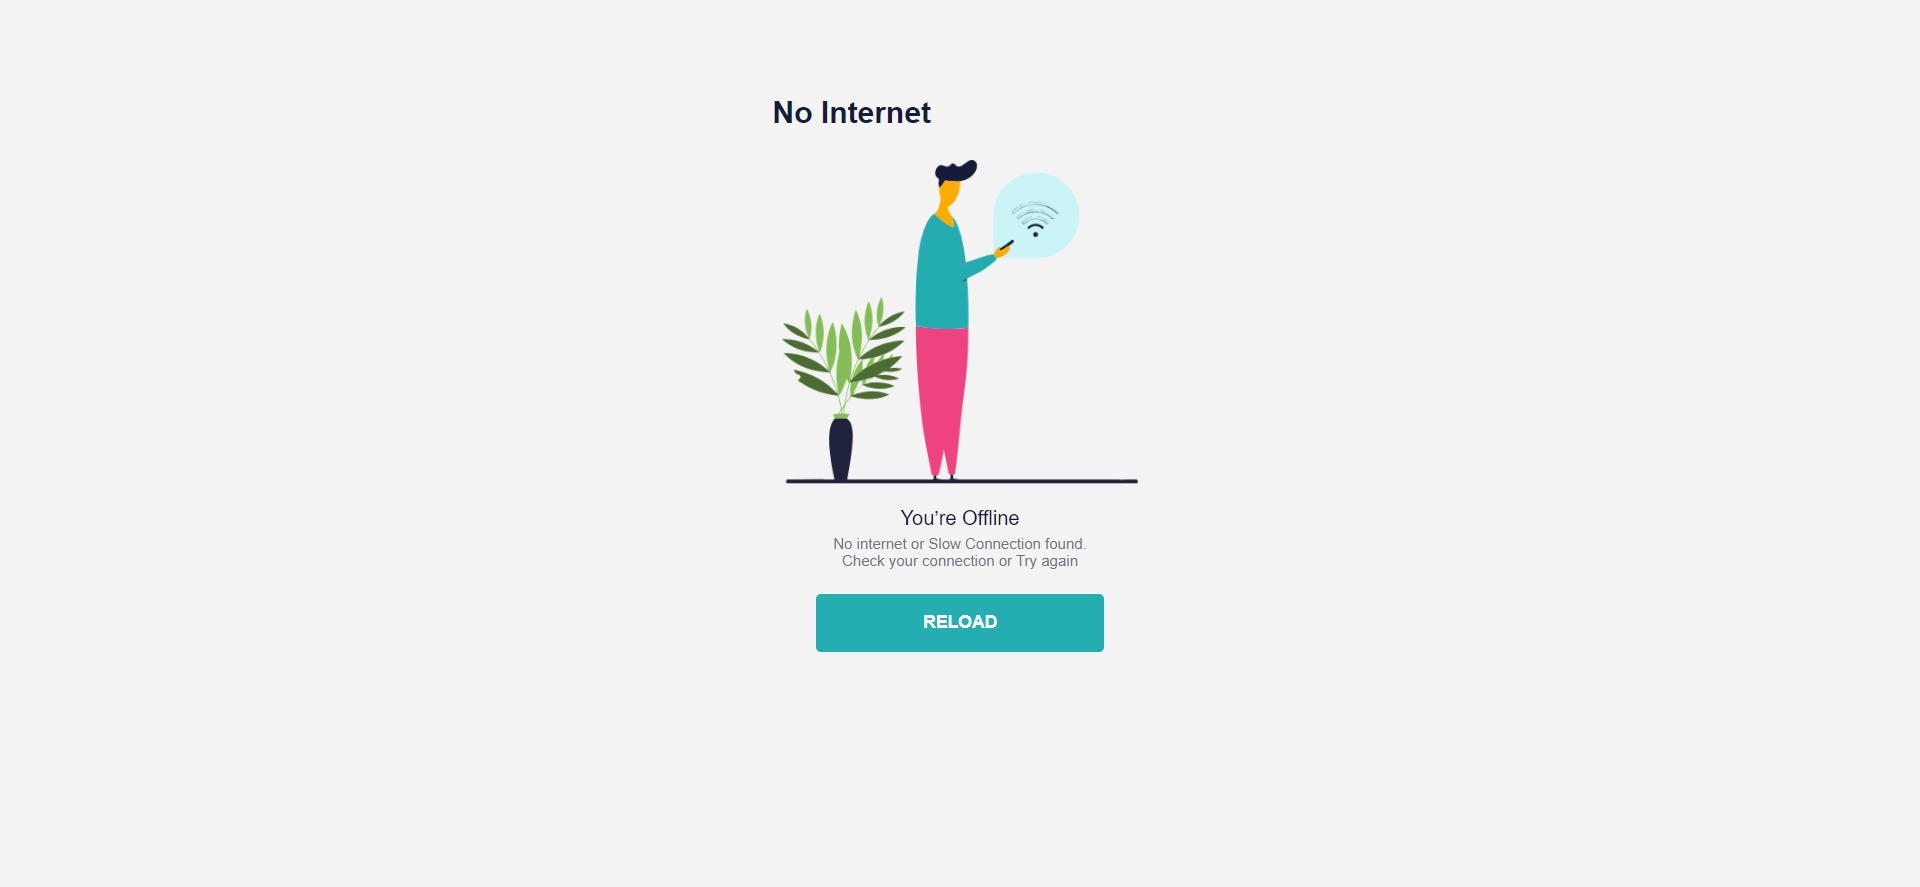 No Internet
You’re Offline
No internet or Slow Connection found.
Check your connection or Try again
RELOAD